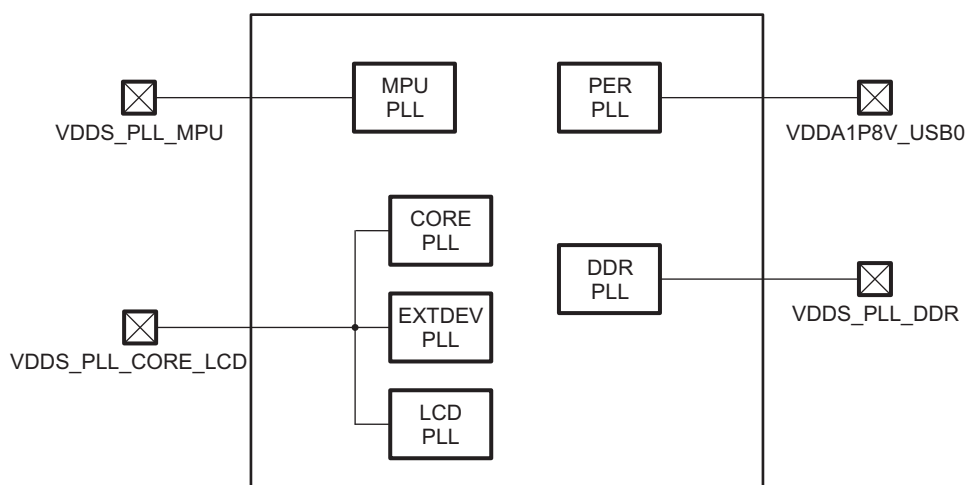 MPU
PLL
VDDS_PLL_MPU
PER
PLL
VDDA1P8V_USB0
CORE
PLL
EXTDEV
PLL
LCD
PLL
VDDS_PLL_CORE_LCD
DDR
PLL
VDDS_PLL_DDR